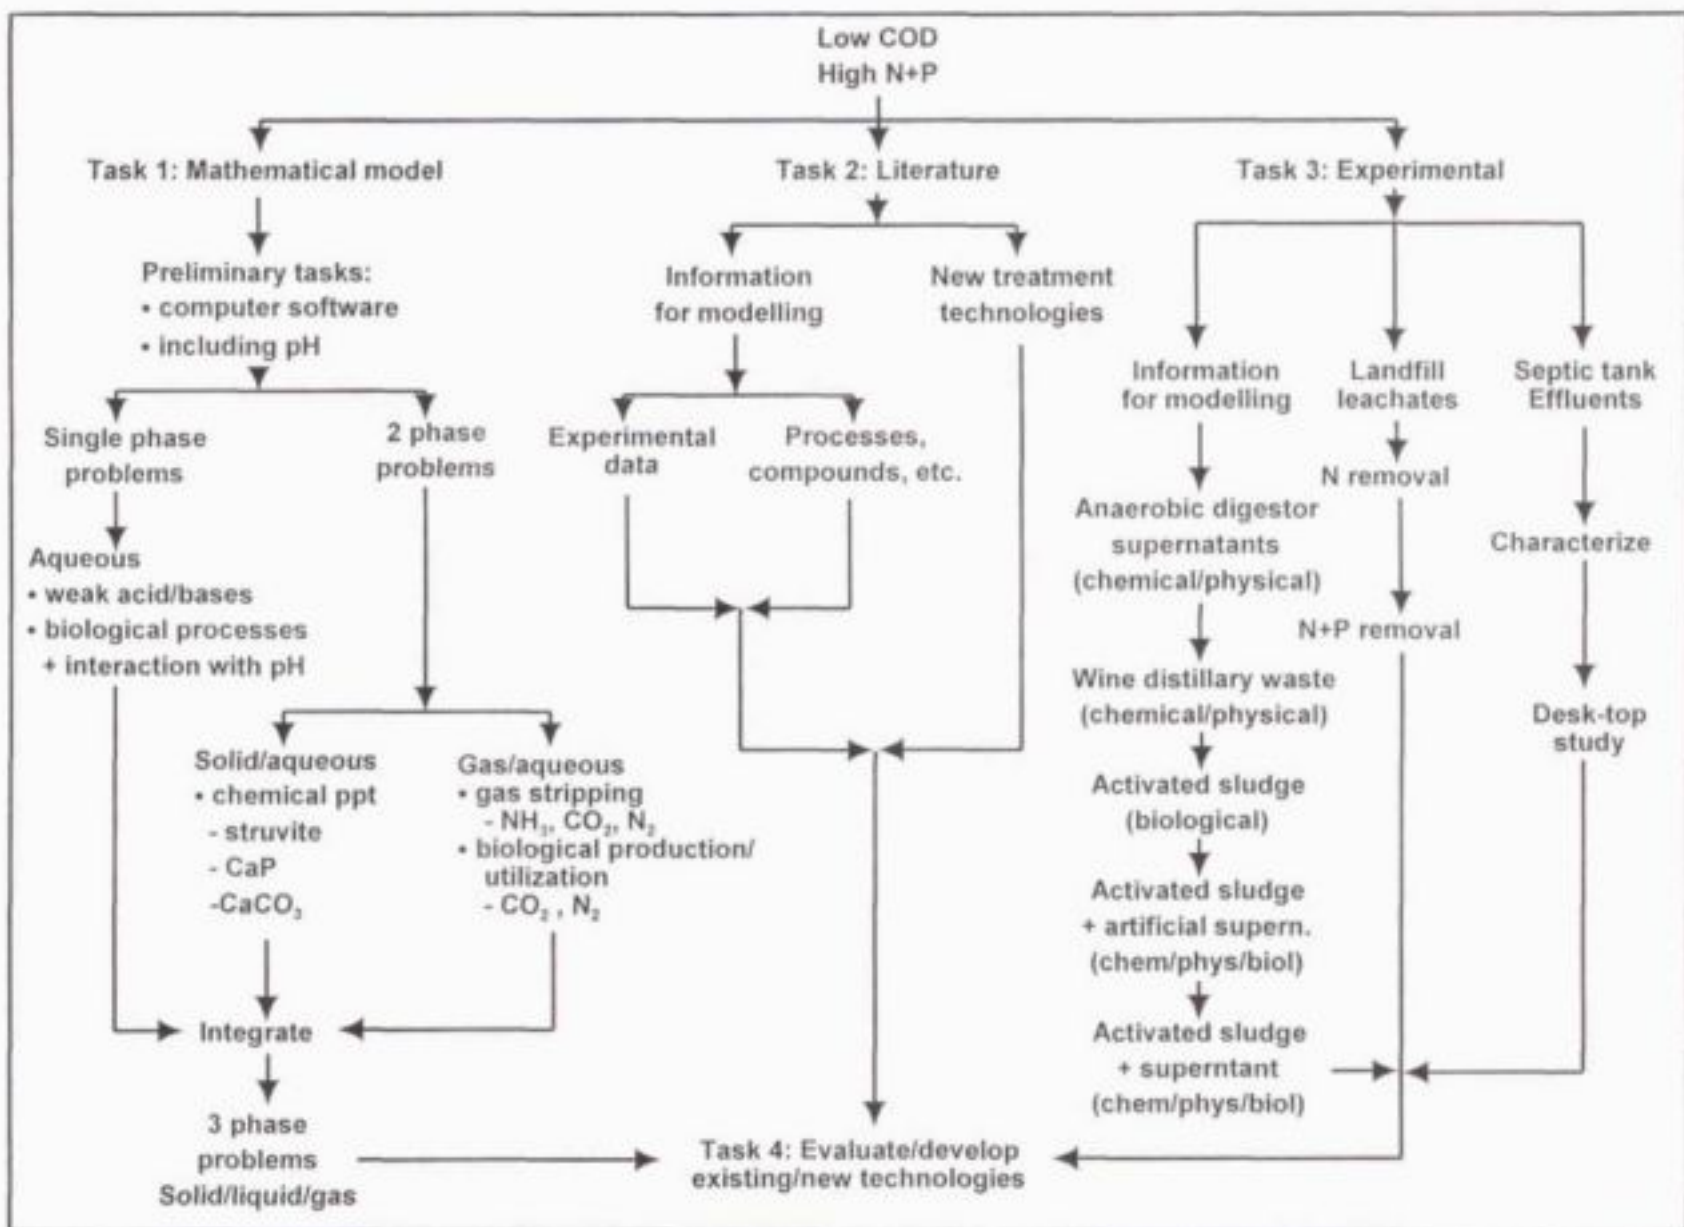 Low COD
High N+P
Task 1: Mathematical model
Preliminary tasks:
• computer software
• including pH
Single phase
problems
2 phase
problems
Aqueous
• weak acid/bases
• biological processes
+ interaction with pH
Solid/aqueous
• chemical ppt
- struvite
- CaP
-CaCO₃
Gas/aqueous
• gas stripping
- NH₃, CO₂, N₂
• biological production/
utilization
- CO₂ , N₂
Integrate
3 phase
problems
Solid/liquid/gas
Task 2: Literature
Information
for modelling
New treatment
technologies
Experimental
data
Processes,
compounds, etc.
Task 3: Experimental
Information
for modelling
Anaerobic digestor
supernatants
(chemical/physical)
Wine distillary waste
(chemical/physical)
Activated sludge
(biological)
Activated sludge
+ artificial supern.
(chem/phys/biol)
Activated sludge
+ superntant
(chem/phys/biol)
Landfill
leachates
N removal
N+P removal
Septic tank
Effluents
Characterize
Desk-top
study
Task 4: Evaluate/develop
existing/new technologies